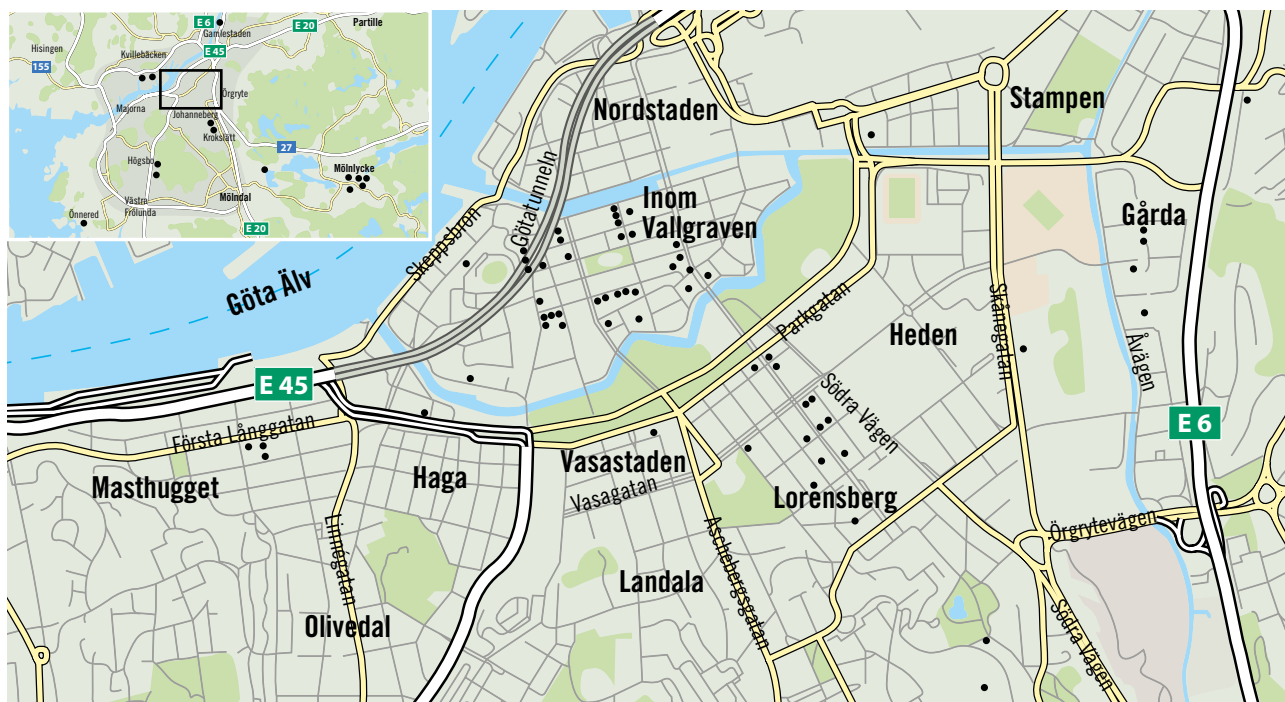 E 6
Gamlestaden
E 20
Partille
Hisingen
Kvillebäcken
E 45
155
Örgryte
Majorna
Johanneberg
Krokslätt
27
Högsbo
Mölnlycke
Västra
Frölunda
Mölndal
Önnered
E 20
Nordstaden
Stampen
Götatunneln
Inom
Vallgraven
Gårda
Skeppsbron
Göta Älv
Parkgatan
Heden
Skånegatan
Åvägen
E 45
Södra Vägen
E 6
Första Långgatan
Masthugget
Haga
Vasastaden
Vasagatan
Lorensberg
Linnégatan
Aschebergsgatan
Örgrytevägen
Landala
Olivedal
Södra Vägen